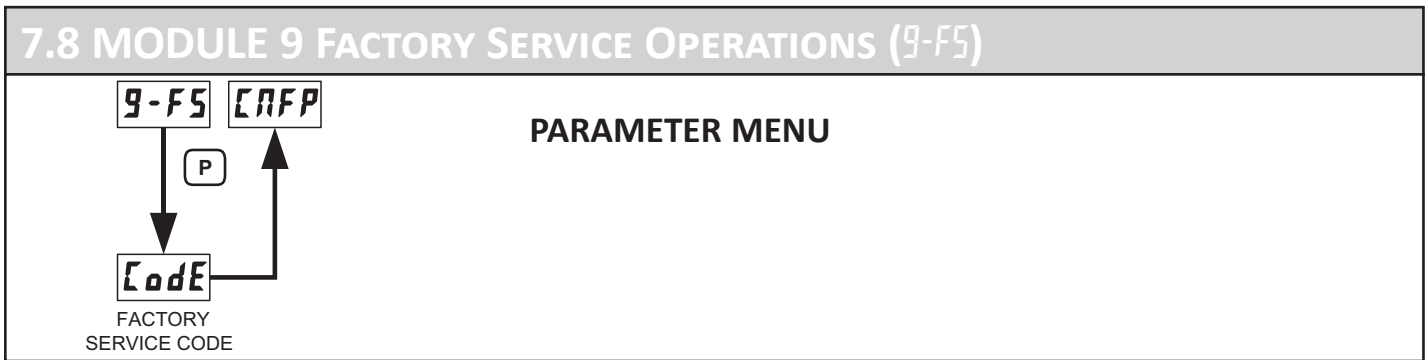 7.8 MODULE 9 FACTORY SERVICE OPERATIONS (9-FS)
9-FS CNFP
PARAMETER MENU
P
CodE
FACTORY
SERVICE CODE